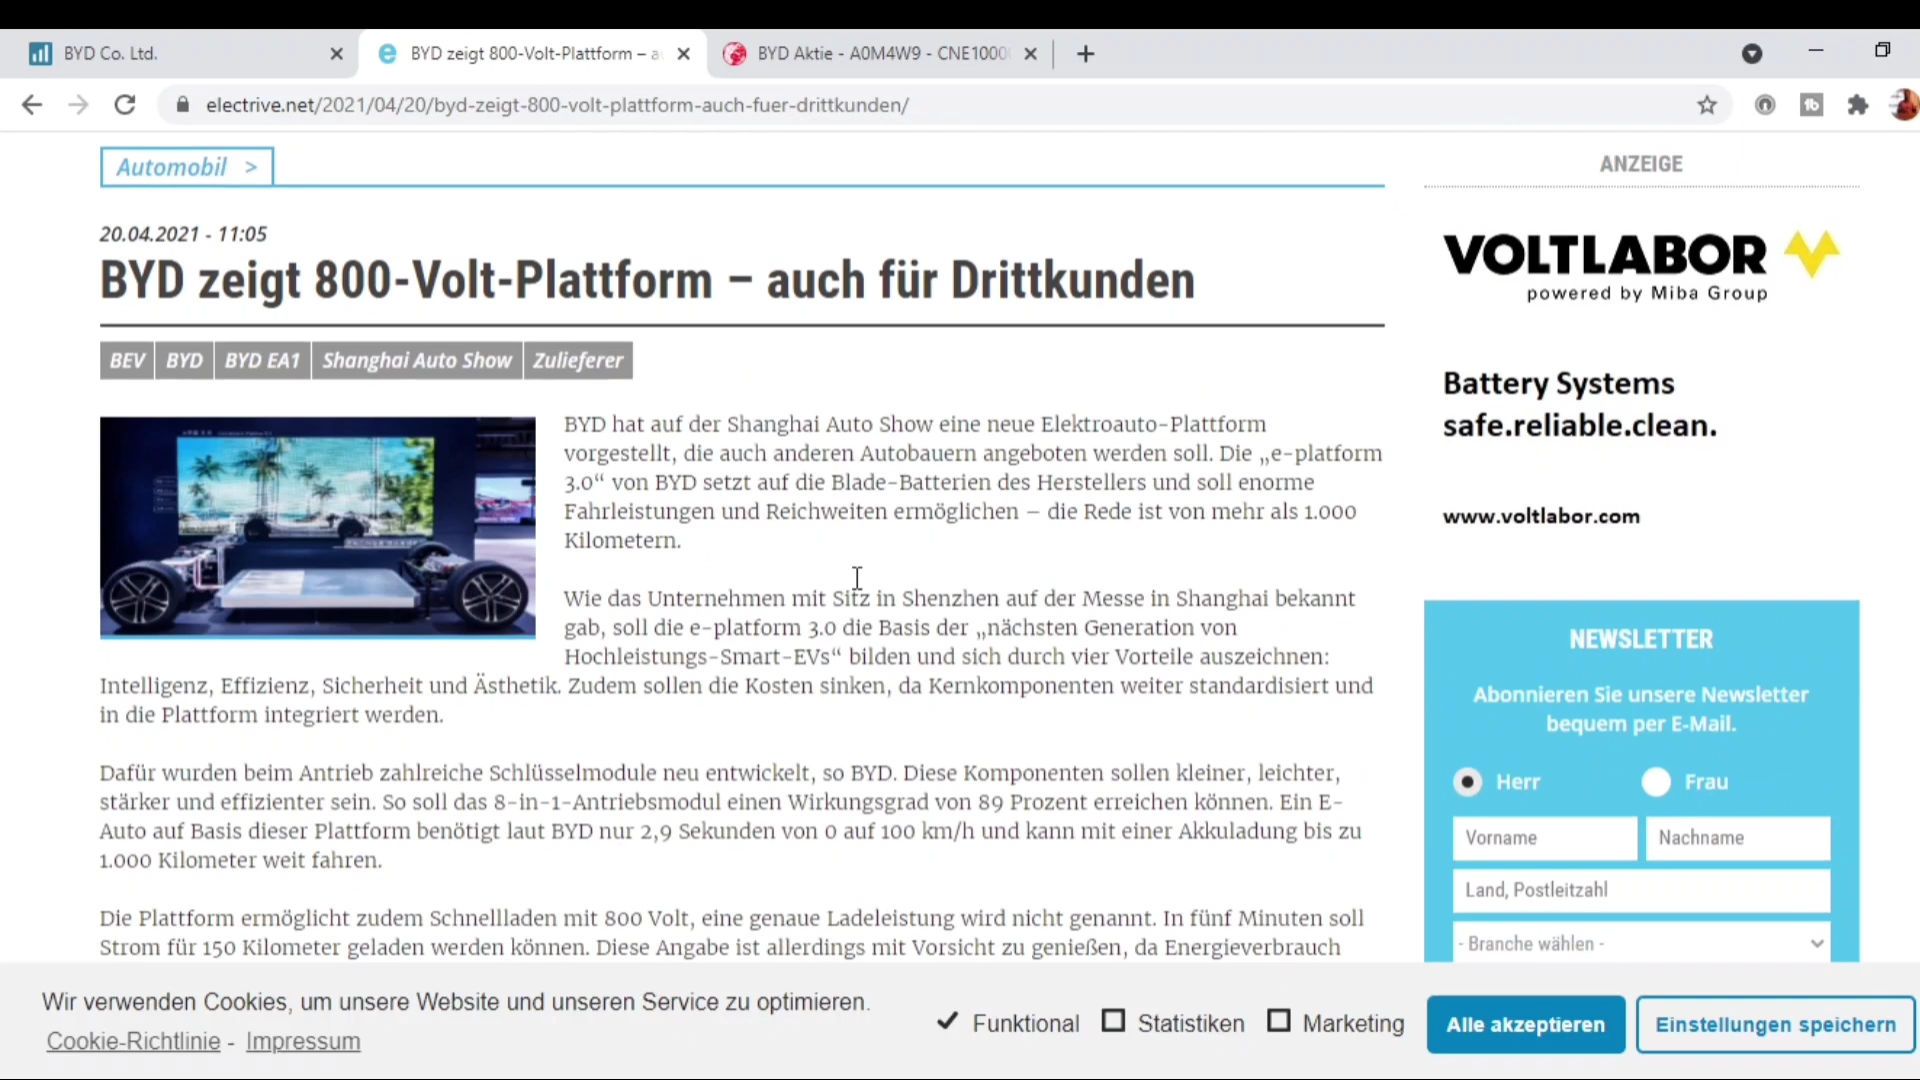 BYD Co. Ltd.
BYD zeigt 800-Volt-Plattform – a
BYD Aktie - A0M4W9 - CNE1000
electrive.net/2021/04/20/byd-zeigt-800-volt-plattform-auch-fuer-drittkunden/
Automobil >
ANZEIGE
20.04.2021 - 11:05
BYD zeigt 800-Volt-Plattform – auch für Drittkunden
BEV BYD BYD EA1 Shanghai Auto Show Zulieferer
BYD hat auf der Shanghai Auto Show eine neue Elektroauto-Plattform
vorgestellt, die auch anderen Autobauern angeboten werden soll. Die „e-platform
3.0“ von BYD setzt auf die Blade-Batterien des Herstellers und soll enorme
Fahrleistungen und Reichweiten ermöglichen – die Rede ist von mehr als 1.000
Kilometern.
Wie das Unternehmen mit Sitz in Shenzhen auf der Messe in Shanghai bekannt
gab, soll die e-platform 3.0 die Basis der „nächsten Generation von
Hochleistungs-Smart-EVs“ bilden und sich durch vier Vorteile auszeichnen:
Intelligenz, Effizienz, Sicherheit und Ästhetik. Zudem sollen die Kosten sinken, da Kernkomponenten weiter standardisiert und
in die Plattform integriert werden.
Dafür wurden beim Antrieb zahlreiche Schlüsselmodule neu entwickelt, so BYD. Diese Komponenten sollen kleiner, leichter,
stärker und effizienter sein. So soll das 8-in-1-Antriebsmodul einen Wirkungsgrad von 89 Prozent erreichen können. Ein E-
Auto auf Basis dieser Plattform benötigt laut BYD nur 2,9 Sekunden von 0 auf 100 km/h und kann mit einer Akkuladung bis zu
1.000 Kilometer weit fahren.
Die Plattform ermöglicht zudem Schnellladen mit 800 Volt, eine genaue Ladeleistung wird nicht genannt. In fünf Minuten soll
Strom für 150 Kilometer geladen werden können. Diese Angabe ist allerdings mit Vorsicht zu genießen, da Energieverbrauch
VOLTLABOR
powered by Miba Group
Battery Systems
safe.reliable.clean.
www.voltlabor.com
NEWSLETTER
Abonnieren Sie unsere Newsletter
bequem per E-Mail.
Herr Frau
Vorname Nachname
Land, Postleitzahl
- Branche wählen -
Wir verwenden Cookies, um unsere Website und unseren Service zu optimieren.
Cookie-Richtlinie - Impressum
Funktional Statistiken Marketing
Alle akzeptieren
Einstellungen speichern